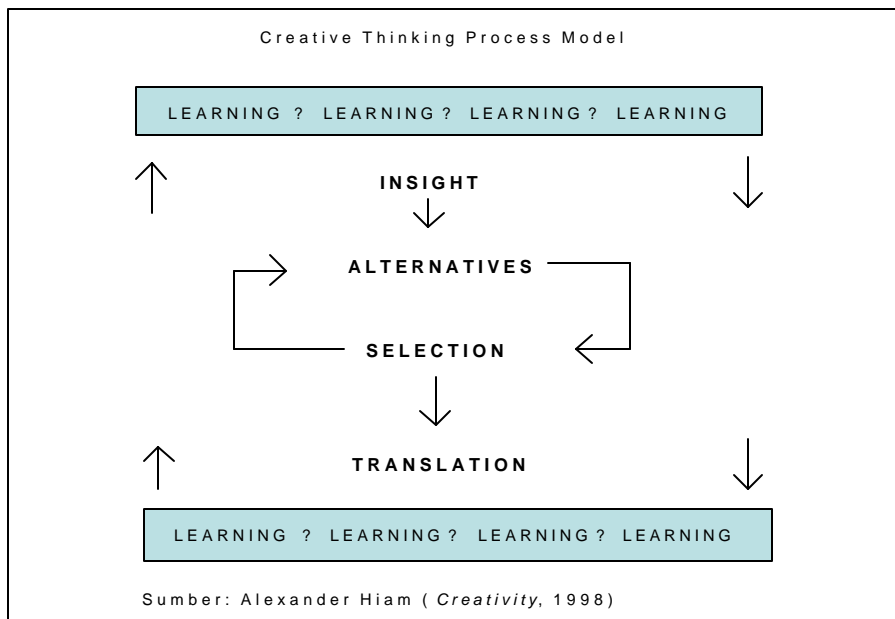 Creative Thinking Process Model
LEARNING ? LEARNING ? LEARNING ? LEARNING
INSIGHT
ALTERNATIVES
SELECTION
TRANSLATION
LEARNING ? LEARNING ? LEARNING ? LEARNING
Sumber: Alexander Hiam ( Creativity, 1998)